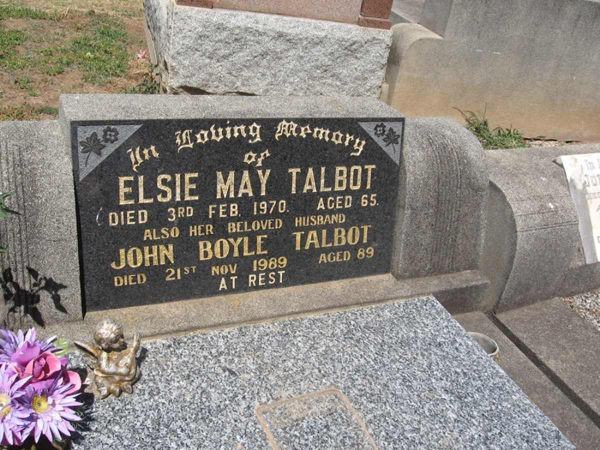 In Loving Memory
of
ELSIE MAY TALBOT
DIED 3RD FEB. 1970. AGED 65.
ALSO HER BELOVED HUSBAND
JOHN BOYLE TALBOT
DIED 21ST NOV 1989 AGED 89
AT REST